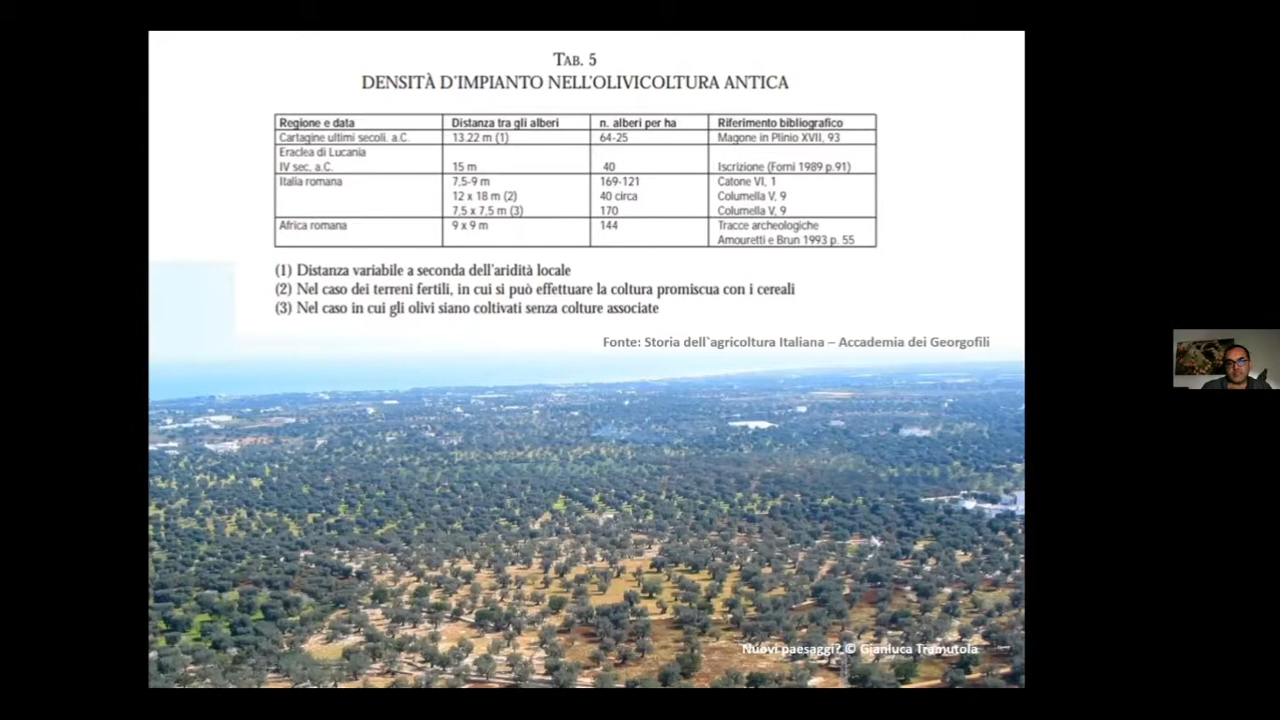 TAB. 5
DENSITÀ D'IMPIANTO NELL'OLIVICOLTURA ANTICA
Regione e data Distanza tra gli alberi n. alberi per ha Riferimento bibliografico
Cartagine ultimi secoli. a.C. 13.22 m (1) 64-25 Magone in Plinio XVII, 93
Eraclea di Lucania
IV sec, a.C. 15 m 40 Iscrizione (Forni 1989 p.91)
Italia romana 7,5-9 m 169-121 Catone VI, 1
12 x 18 m (2) 40 circa Columella V, 9
7,5 x 7,5 m (3) 170 Columella V, 9
Africa romana 9 x 9 m 144 Tracce archeologiche
Amouretti e Brun 1993 p. 55
(1) Distanza variabile a seconda dell'aridità locale
(2) Nel caso dei terreni fertili, in cui si può effettuare la coltura promiscua con i cereali
(3) Nel caso in cui gli olivi siano coltivati senza colture associate
Fonte: Storia dell`agricoltura Italiana – Accademia dei Georgofili
Nuovi paesaggi? © Gianluca Tramutola